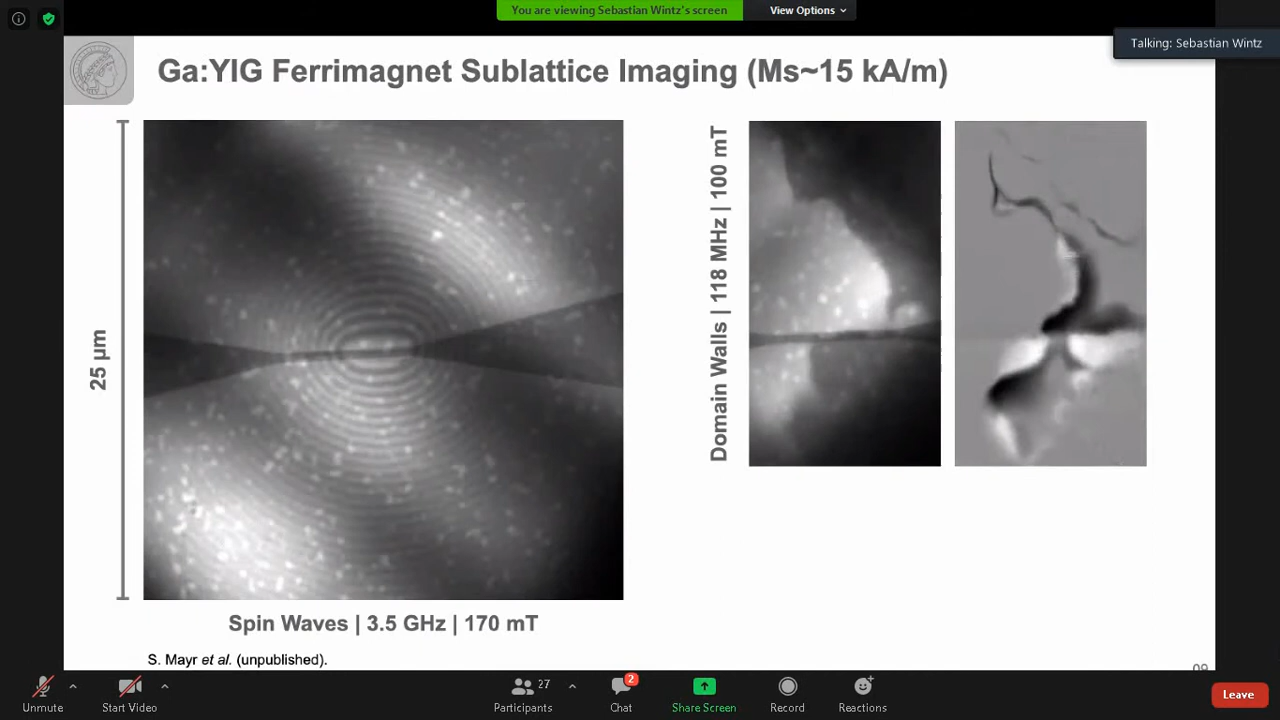 You are viewing Sebastian Wintz's screen
View Options
Talking: Sebastian Wintz
Ga:YIG Ferrimagnet Sublattice Imaging (Ms~15 kA/m)
25 µm
Domain Walls | 118 MHz | 100 mT
Spin Waves | 3.5 GHz | 170 mT
S. Mayr et al. (unpublished).
27
2
Unmute
Start Video
Participants
Chat
Share Screen
Record
Reactions
Leave